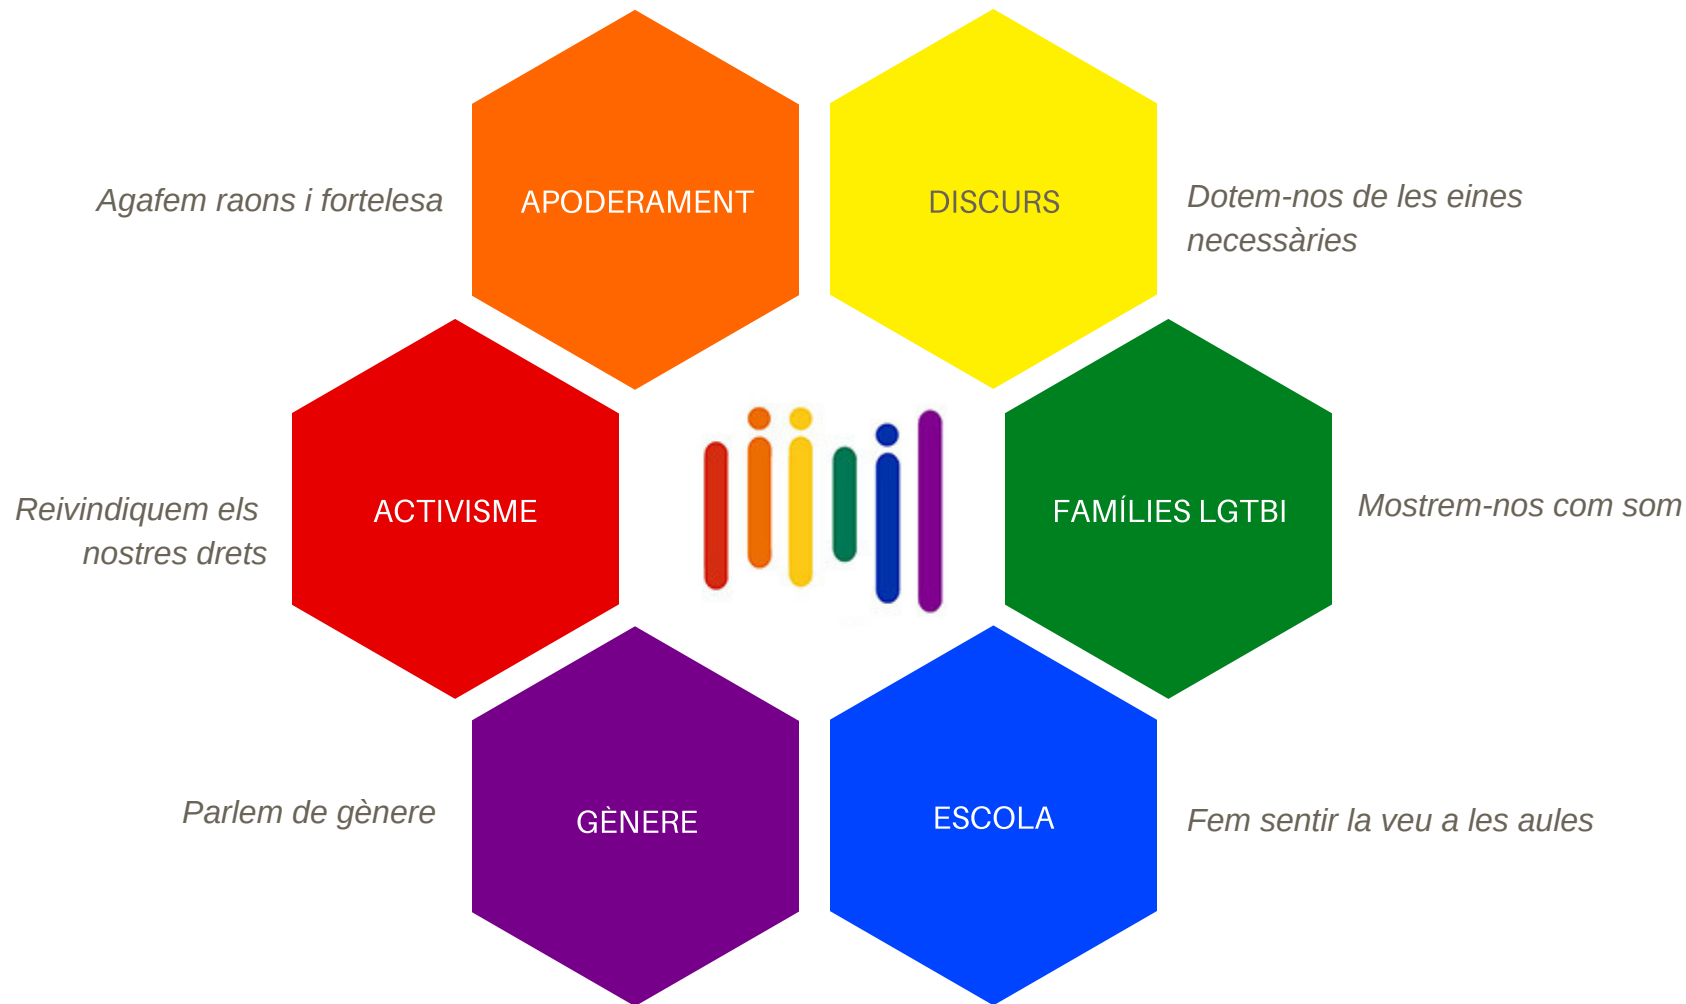 Agafem raons i fortelesa
APODERAMENT
DISCURS
Dotem-nos de les eines
necessàries
Reivindiquem els
nostres drets
ACTIVISME
FAMÍLIES LGTBI
Mostrem-nos com som
Parlem de gènere
GÈNERE
ESCOLA
Fem sentir la veu a les aules